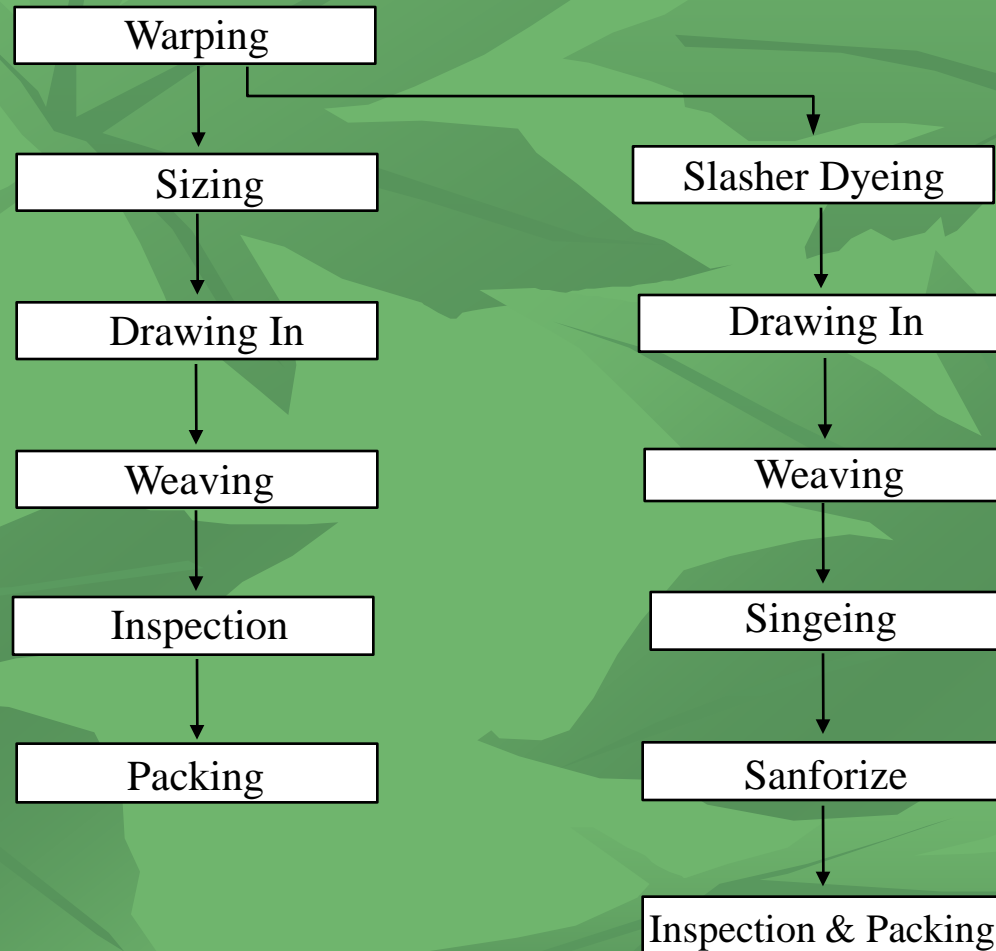 Warping
Sizing
Drawing In
Weaving
Inspection
Packing
Slasher Dyeing
Drawing In
Weaving
Singeing
Sanforize
Inspection & Packing